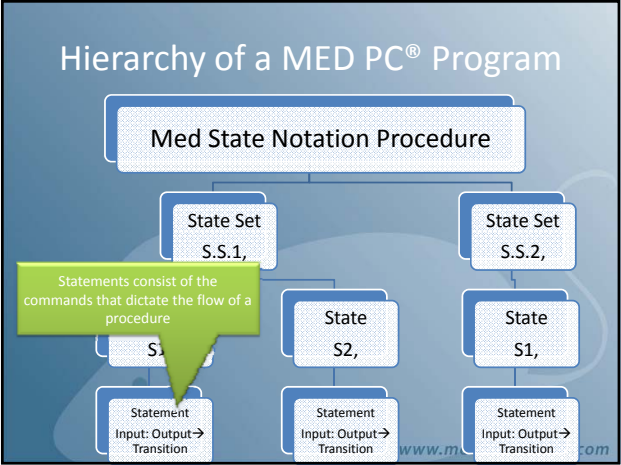 Hierarchy of a MED PC® Program
Med State Notation Procedure
State Set
S.S.1,
State Set
S.S.2,
Statements consist of the
commands that dictate the flow of a
procedure
State
S2,
State
S1,
Statement
Input: Output→
Transition
Statement
Input: Output→
Transition
Statement
Input: Output→
Transition